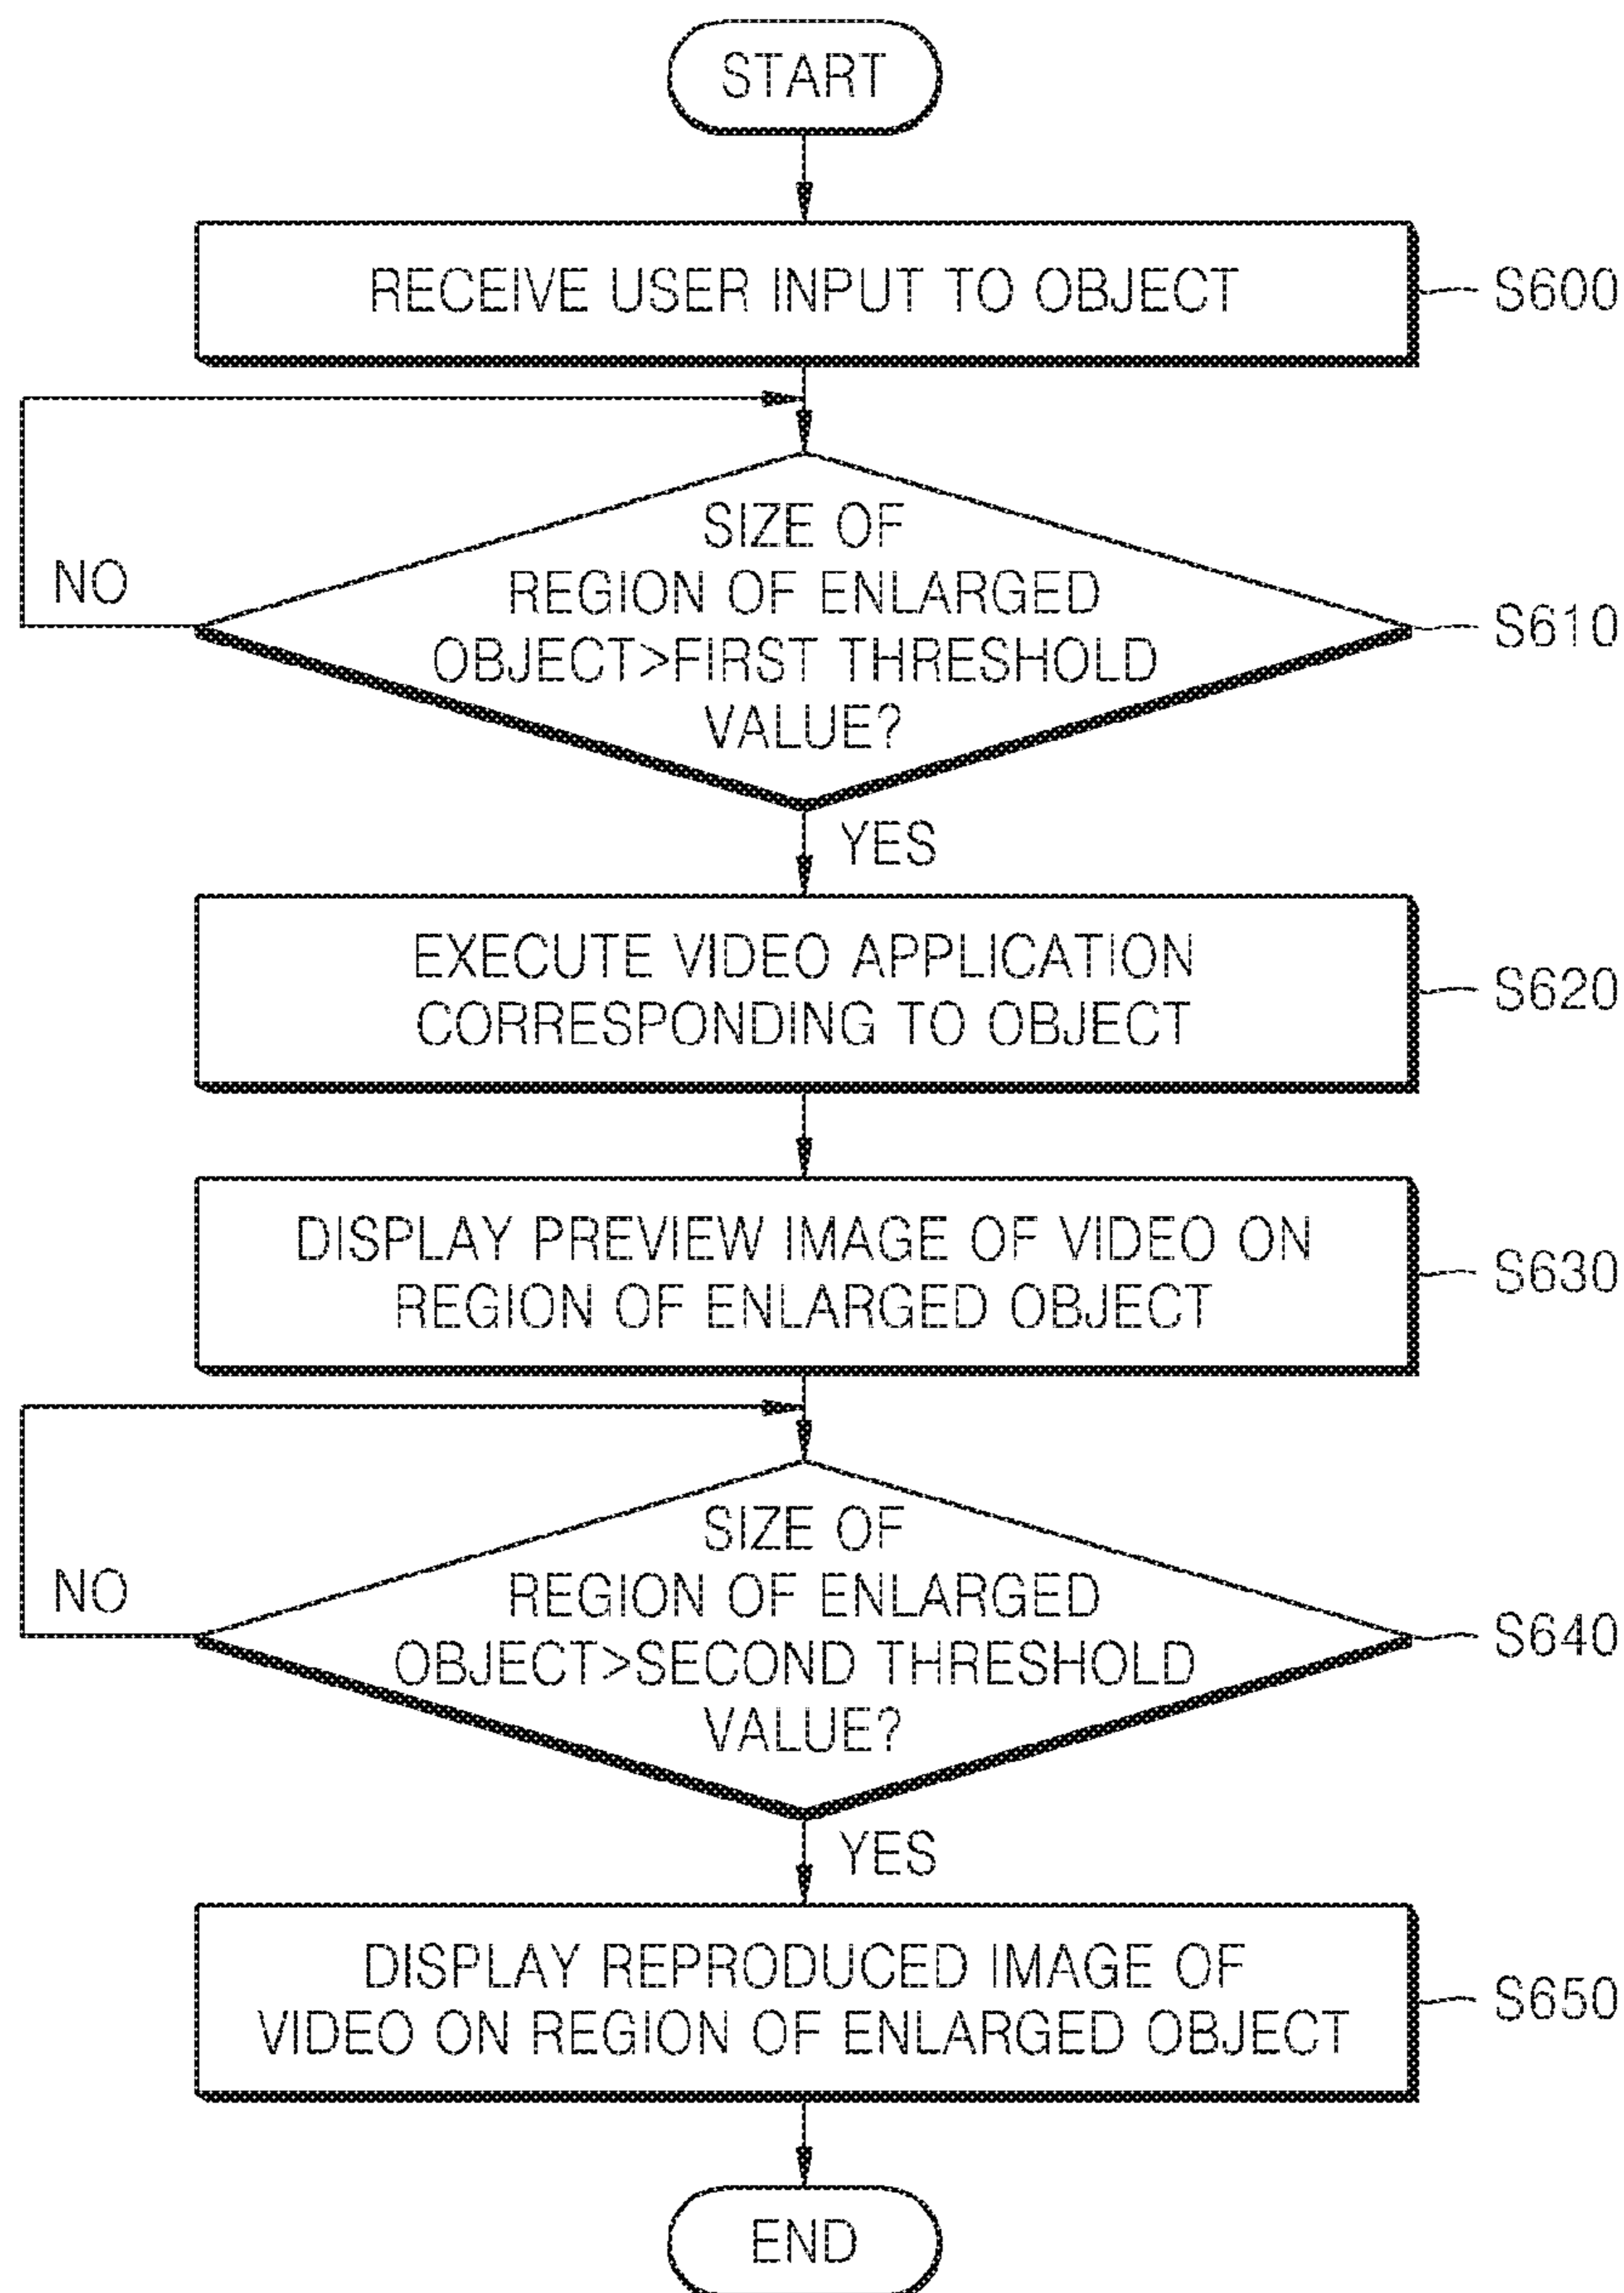 START
RECEIVE USER INPUT TO OBJECT
S600
SIZE OF
REGION OF ENLARGED
OBJECT>FIRST THRESHOLD
VALUE?
NO
S610
YES
EXECUTE VIDEO APPLICATION
CORRESPONDING TO OBJECT
S620
DISPLAY PREVIEW IMAGE OF VIDEO ON
REGION OF ENLARGED OBJECT
S630
SIZE OF
REGION OF ENLARGED
OBJECT>SECOND THRESHOLD
VALUE?
NO
S640
YES
DISPLAY REPRODUCED IMAGE OF
VIDEO ON REGION OF ENLARGED OBJECT
S650
END